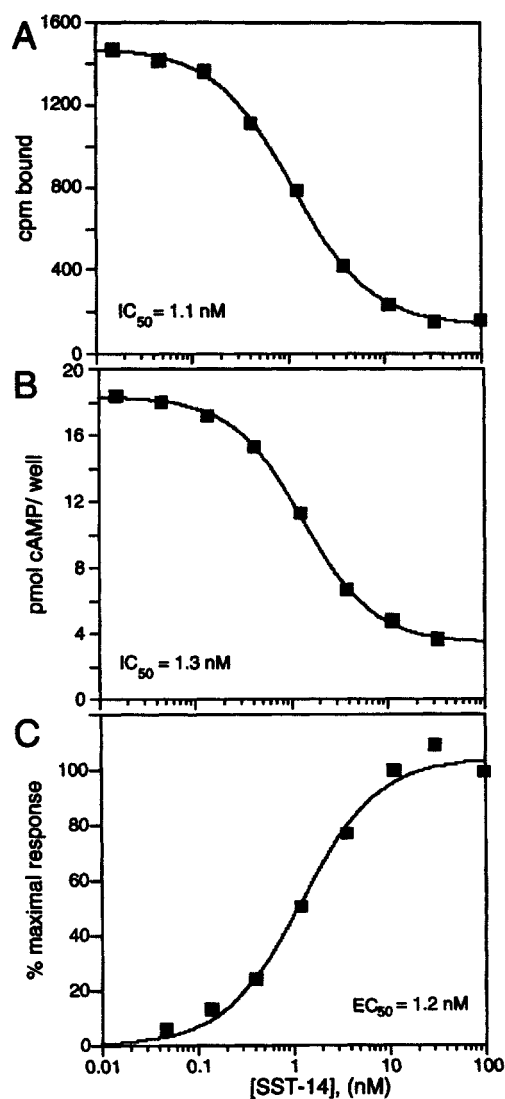 A
1600
1200
800
400
0
cpm bound
IC50 = 1.1 nM
B
20
16
12
8
4
0
pmol cAMP/ well
IC50 = 1.3 nM
C
100
80
60
40
20
0
% maximal response
EC50 = 1.2 nM
0.01 0.1 1 10 100
[SST-14], (nM)